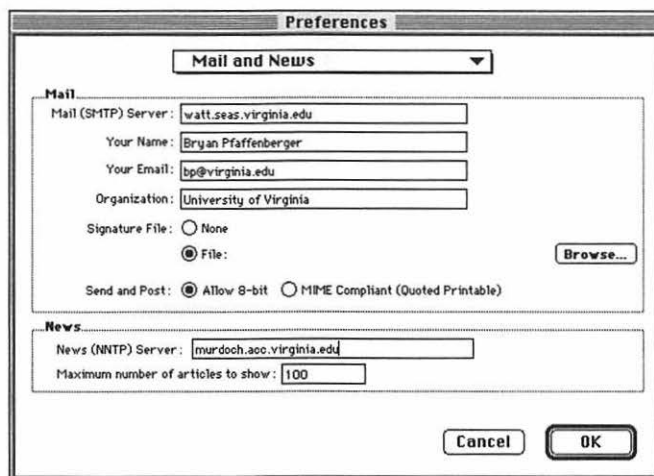 Preferences
Mail and News
Mail
Mail (SMTP) Server: watt.seas.virginia.edu
Your Name: Bryan Pfaffenberger
Your Email: bp@virginia.edu
Organization: University of Virginia
Signature File: None
File:
Browse...
Send and Post: Allow 8-bit MIME Compliant (Quoted Printable)
News
News (NNTP) Server: murdoch.acc.virginia.edu
Maximum number of articles to show: 100
Cancel OK